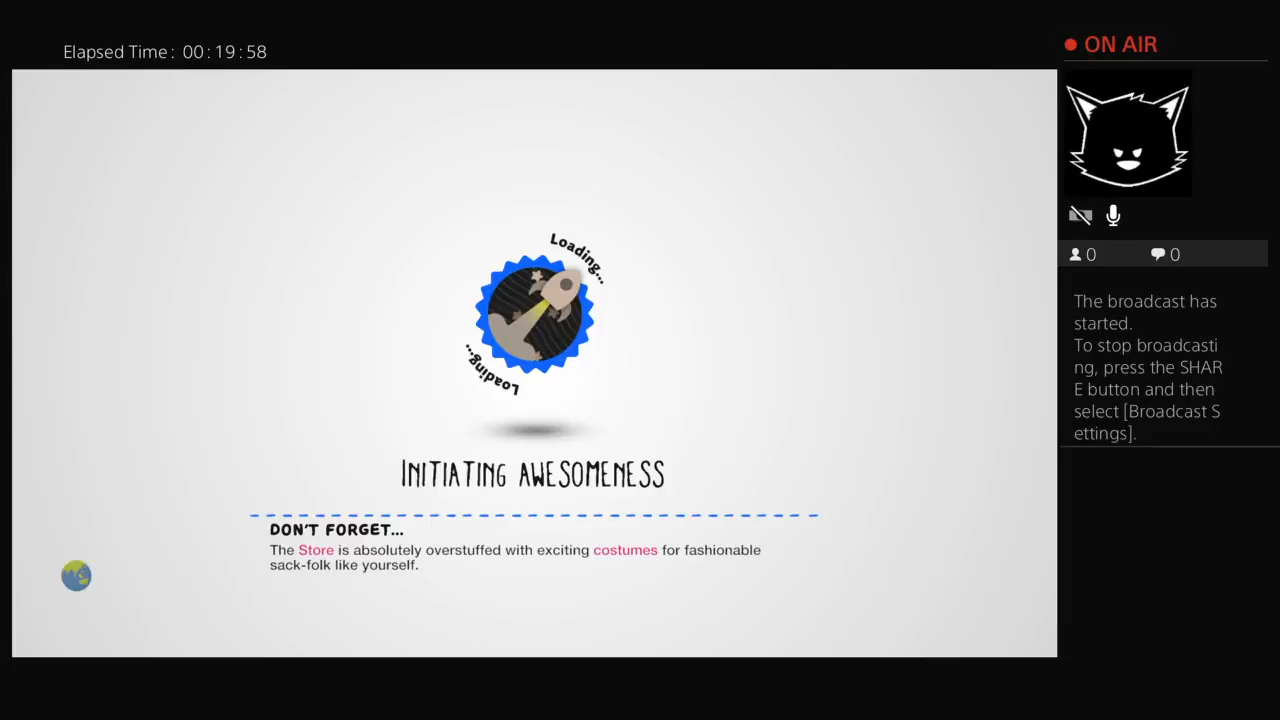 Elapsed Time: 00:19:58
ON AIR
Loading...
Loading...
INITIATING AWESOMENESS
DON'T FORGET...
The Store is absolutely overstuffed with exciting costumes for fashionable
sack-folk like yourself.
0
0
The broadcast has
started.
To stop broadcasti
ng, press the SHAR
E button and then
select [Broadcast S
ettings].